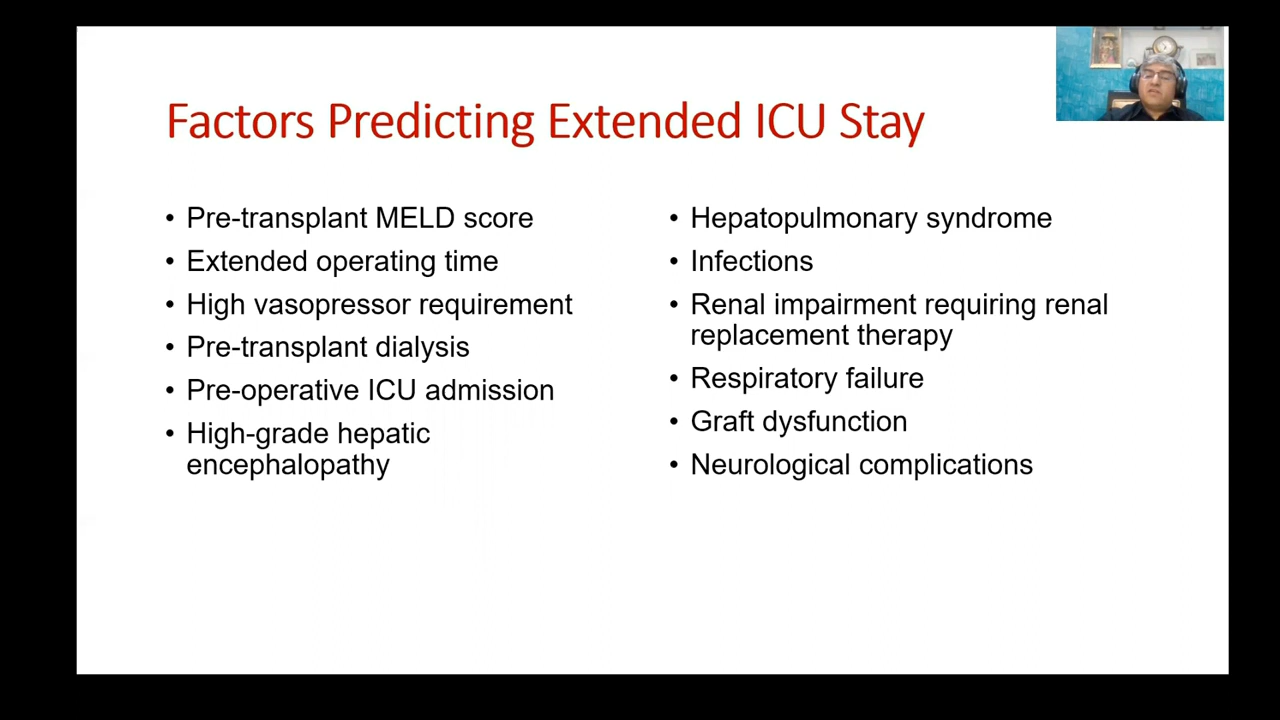 Factors Predicting Extended ICU Stay
• Pre-transplant MELD score
• Extended operating time
• High vasopressor requirement
• Pre-transplant dialysis
• Pre-operative ICU admission
• High-grade hepatic
encephalopathy
• Hepatopulmonary syndrome
• Infections
• Renal impairment requiring renal
replacement therapy
• Respiratory failure
• Graft dysfunction
• Neurological complications